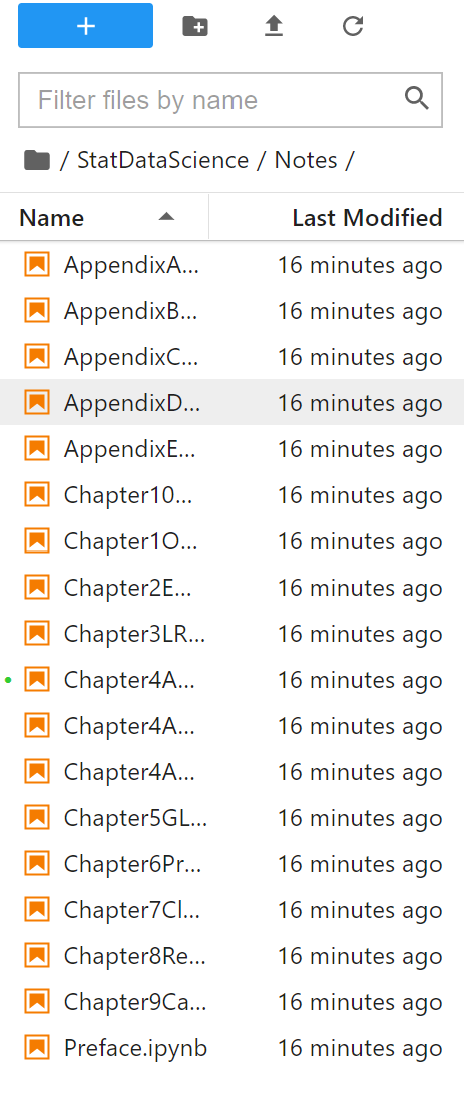 Filter files by name
/ StatDataScience / Notes /
Name Last Modified
AppendixA... 16 minutes ago
AppendixB... 16 minutes ago
AppendixC... 16 minutes ago
AppendixD... 16 minutes ago
AppendixE... 16 minutes ago
Chapter10... 16 minutes ago
Chapter1O... 16 minutes ago
Chapter2E... 16 minutes ago
Chapter3LR... 16 minutes ago
Chapter4A... 16 minutes ago
Chapter4A... 16 minutes ago
Chapter4A... 16 minutes ago
Chapter5GL... 16 minutes ago
Chapter6Pr... 16 minutes ago
Chapter7Cl... 16 minutes ago
Chapter8Re... 16 minutes ago
Chapter9Ca... 16 minutes ago
Preface.ipynb 16 minutes ago